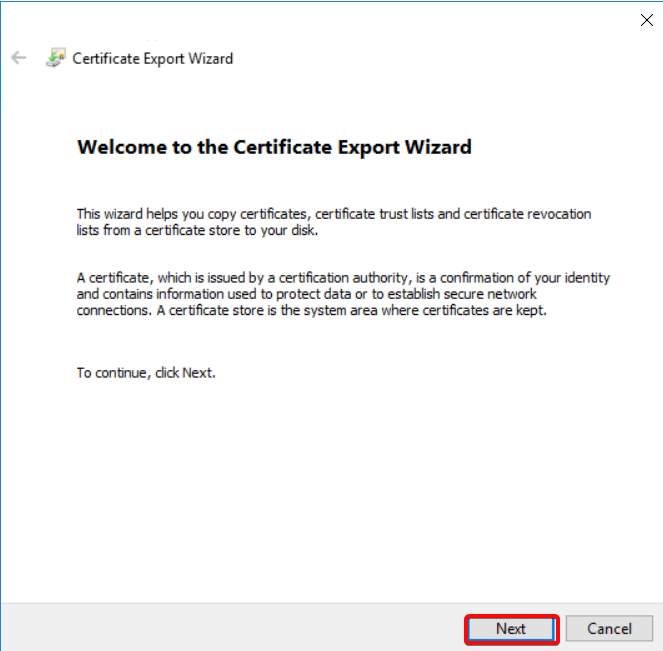 Certificate Export Wizard
Welcome to the Certificate Export Wizard
This wizard helps you copy certificates, certificate trust lists and certificate revocation
lists from a certificate store to your disk.
A certificate, which is issued by a certification authority, is a confirmation of your identity
and contains information used to protect data or to establish secure network
connections. A certificate store is the system area where certificates are kept.
To continue, click Next.
Next
Cancel